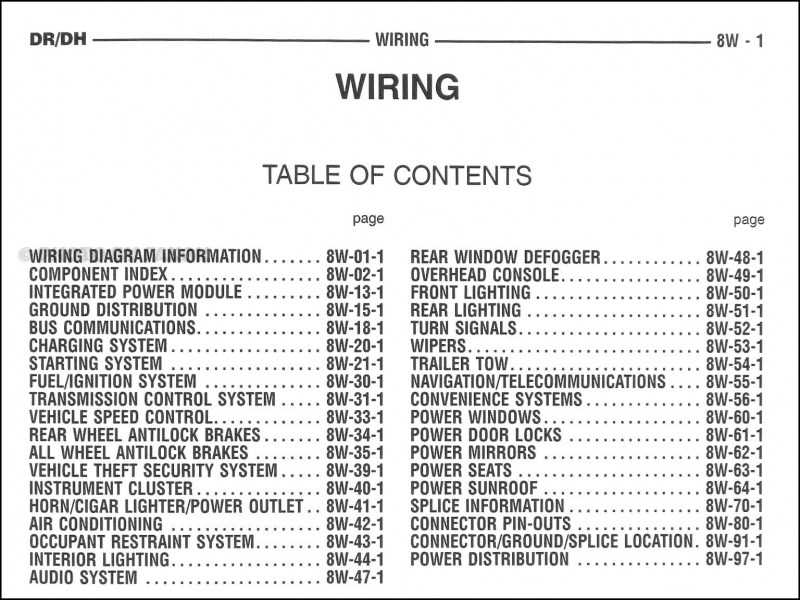 DR/DH WIRING 8W - 1
WIRING
TABLE OF CONTENTS
page
WIRING DIAGRAM INFORMATION....... 8W-01-1
COMPONENT INDEX.................. 8W-02-1
INTEGRATED POWER MODULE ......... 8W-13-1
GROUND DISTRIBUTION .............. 8W-15-1
BUS COMMUNICATIONS............... 8W-18-1
CHARGING SYSTEM.................. 8W-20-1
STARTING SYSTEM .................. 8W-21-1
FUEL/IGNITION SYSTEM .............. 8W-30-1
TRANSMISSION CONTROL SYSTEM ..... 8W-31-1
VEHICLE SPEED CONTROL............. 8W-33-1
REAR WHEEL ANTILOCK BRAKES....... 8W-34-1
ALL WHEEL ANTILOCK BRAKES ........ 8W-35-1
VEHICLE THEFT SECURITY SYSTEM..... 8W-39-1
INSTRUMENT CLUSTER............... 8W-40-1
HORN/CIGAR LIGHTER/POWER OUTLET.. 8W-41-1
AIR CONDITIONING .................. 8W-42-1
OCCUPANT RESTRAINT SYSTEM........ 8W-43-1
INTERIOR LIGHTING.................. 8W-44-1
AUDIO SYSTEM ..................... 8W-47-1
page
REAR WINDOW DEFOGGER............ 8W-48-1
OVERHEAD CONSOLE................. 8W-49-1
FRONT LIGHTING .................... 8W-50-1
REAR LIGHTING ..................... 8W-51-1
TURN SIGNALS...................... 8W-52-1
WIPERS............................ 8W-53-1
TRAILER TOW....................... 8W-54-1
NAVIGATION/TELECOMMUNICATIONS .... 8W-55-1
CONVENIENCE SYSTEMS.............. 8W-56-1
POWER WINDOWS................... 8W-60-1
POWER DOOR LOCKS ................ 8W-61-1
POWER MIRRORS ................... 8W-62-1
POWER SEATS ...................... 8W-63-1
POWER SUNROOF ................... 8W-64-1
SPLICE INFORMATION ................ 8W-70-1
CONNECTOR PIN-OUTS ............... 8W-80-1
CONNECTOR/GROUND/SPLICE LOCATION. 8W-91-1
POWER DISTRIBUTION ............... 8W-97-1